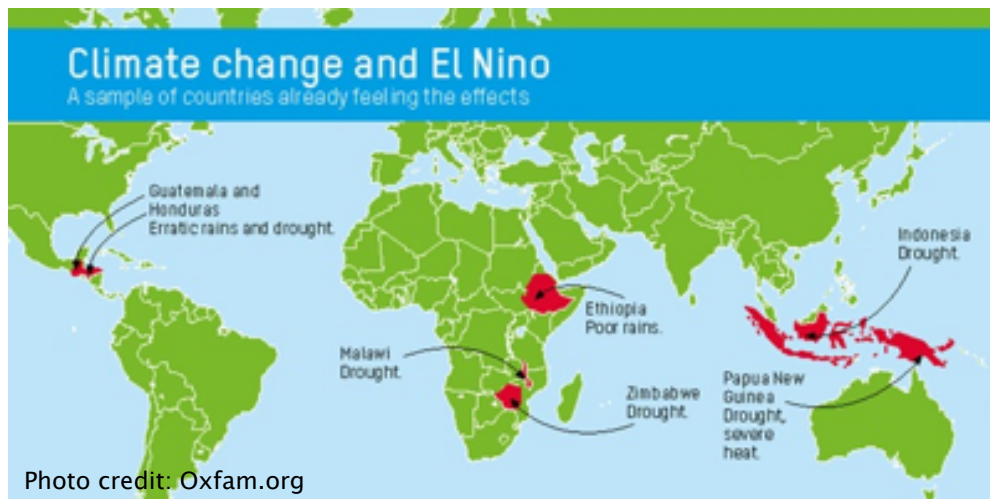 Climate change and El Nino
A sample of countries already feeling the effects
Guatemala and
Honduras
Erratic rains and drought.
Indonesia
Drought.
Ethiopia
Poor rains.
Malawi
Drought.
Zimbabwe
Drought.
Papua New
Guinea
Drought,
severe
heat.
Photo credit: Oxfam.org